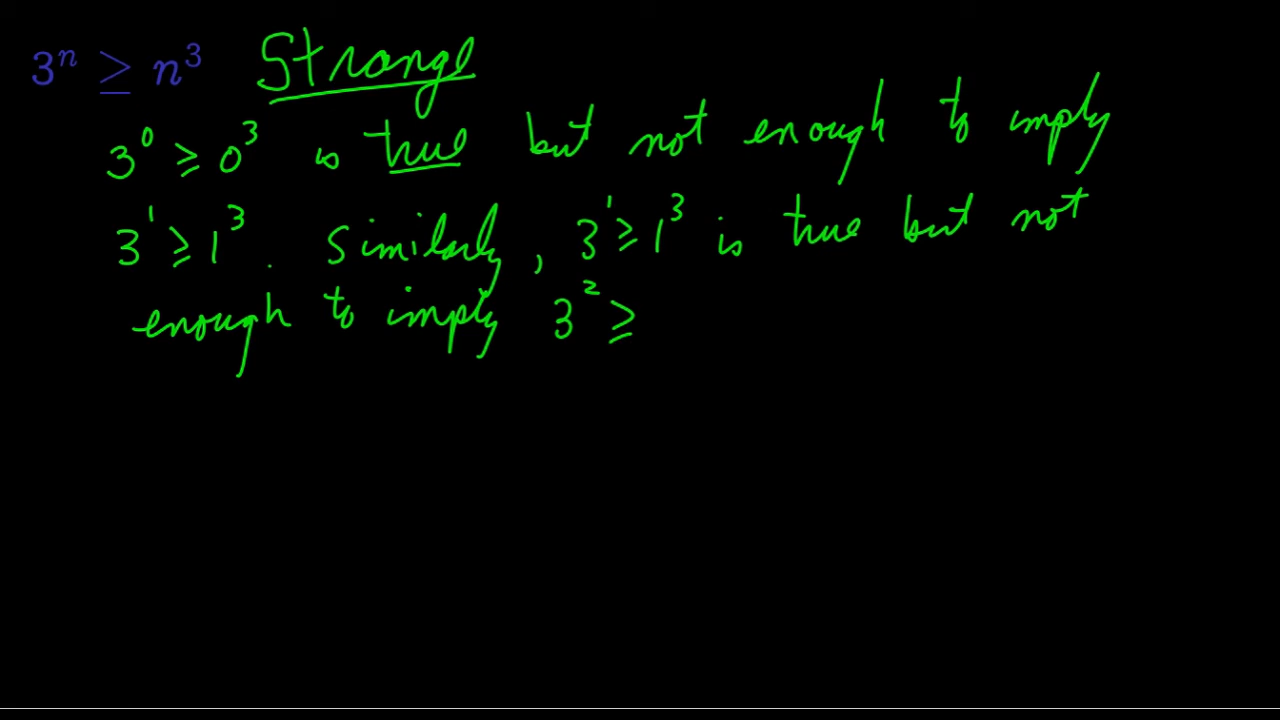 3ⁿ ≥ n³ Strange
3⁰ ≥ 0³ is true but not enough to imply
3¹ ≥ 1³. Similarly, 3¹ ≥ 1³ is true but not
enough to imply 3² ≥